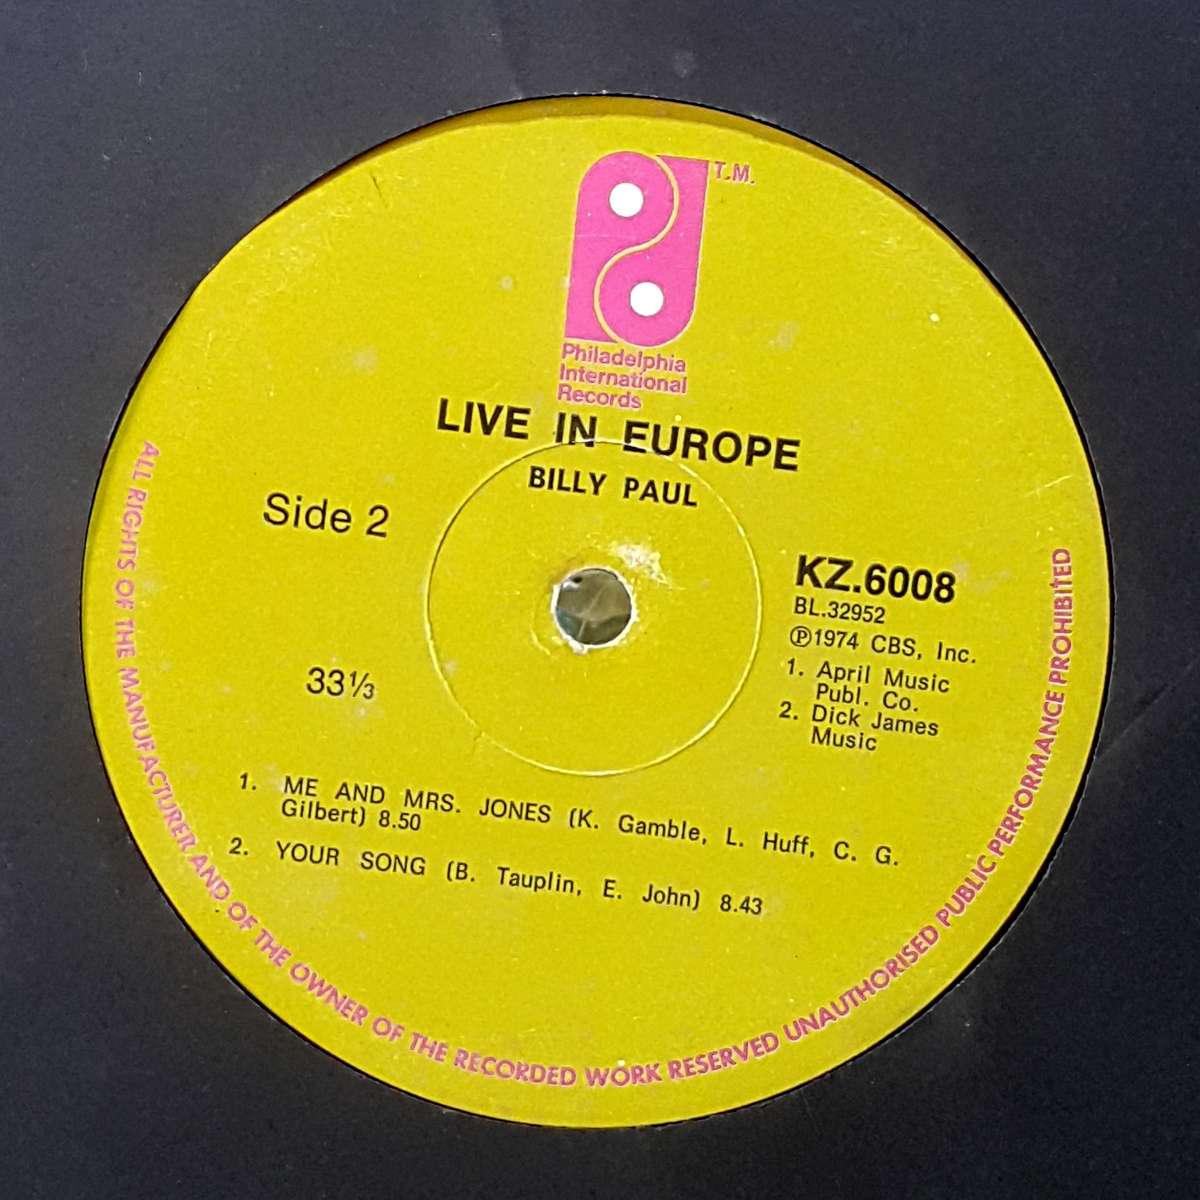 T.M.
Philadelphia
International
Records
LIVE IN EUROPE
BILLY PAUL
Side 2
KZ.6008
BL.32952
℗1974 CBS, Inc.
1. April Music
Publ. Co.
2. Dick James
Music
33⅓
1. ME AND MRS. JONES (K. Gamble, L. Huff, C. G.
Gilbert) 8.50
2. YOUR SONG (B. Tauplin, E. John) 8.43
ALL RIGHTS OF THE MANUFACTURER AND OF THE OWNER OF THE RECORDED WORK RESERVED UNAUTHORISED PUBLIC PERFORMANCE PROHIBITED